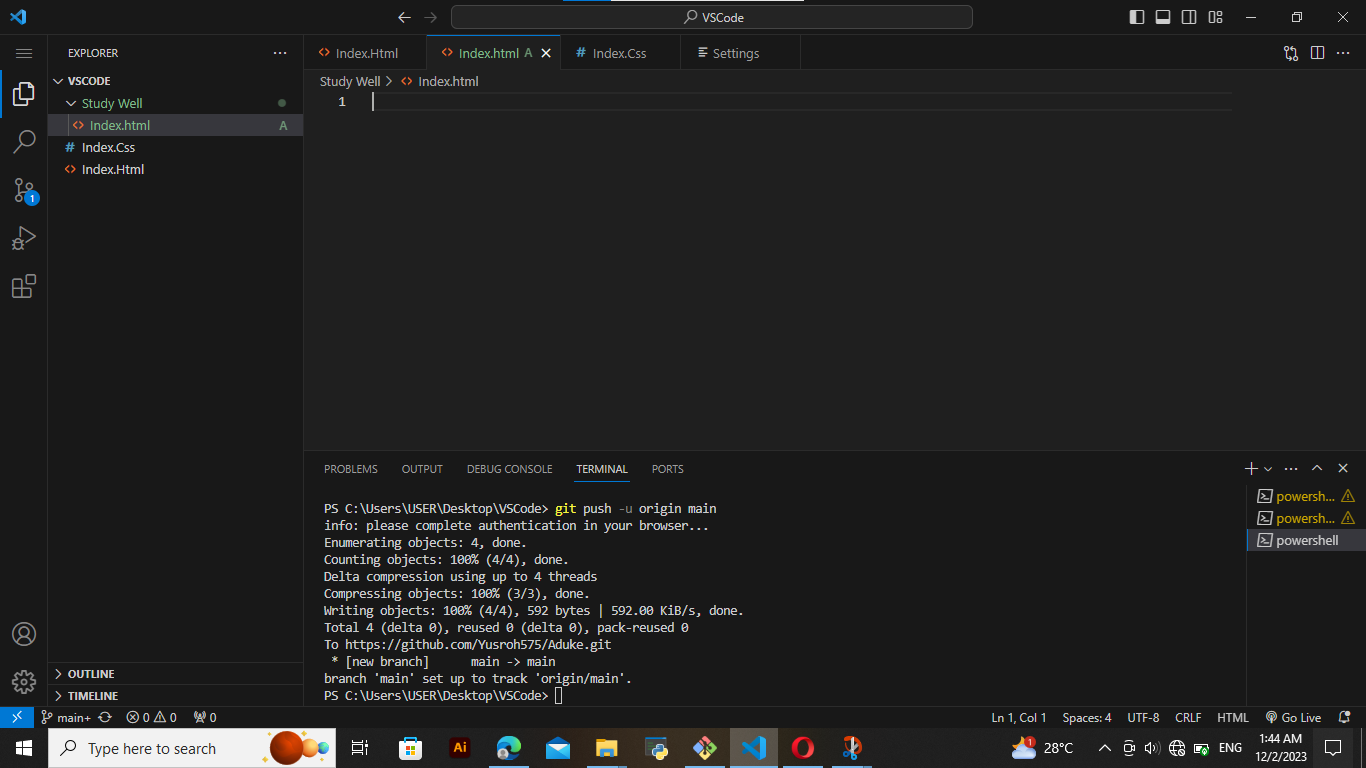 VSCode
EXPLORER
VSCODE
Study Well
Index.html A
Index.Css
Index.Html
1
OUTLINE
TIMELINE
Index.Html
Index.html A
Index.Css
Settings
Study Well > Index.html
1
PROBLEMS OUTPUT DEBUG CONSOLE TERMINAL PORTS
PS C:\Users\USER\Desktop\VSCode> git push -u origin main
info: please complete authentication in your browser...
Enumerating objects: 4, done.
Counting objects: 100% (4/4), done.
Delta compression using up to 4 threads
Compressing objects: 100% (3/3), done.
Writing objects: 100% (4/4), 592 bytes | 592.00 KiB/s, done.
Total 4 (delta 0), reused 0 (delta 0), pack-reused 0
To https://github.com/Yusroh575/Aduke.git
 * [new branch]      main -> main
branch 'main' set up to track 'origin/main'.
PS C:\Users\USER\Desktop\VSCode>
powersh...
powersh...
powershell
main+ 0 0 0
Ln 1, Col 1 Spaces: 4 UTF-8 CRLF HTML Go Live
Type here to search
Ai
1
28°C
ENG
1:44 AM
12/2/2023